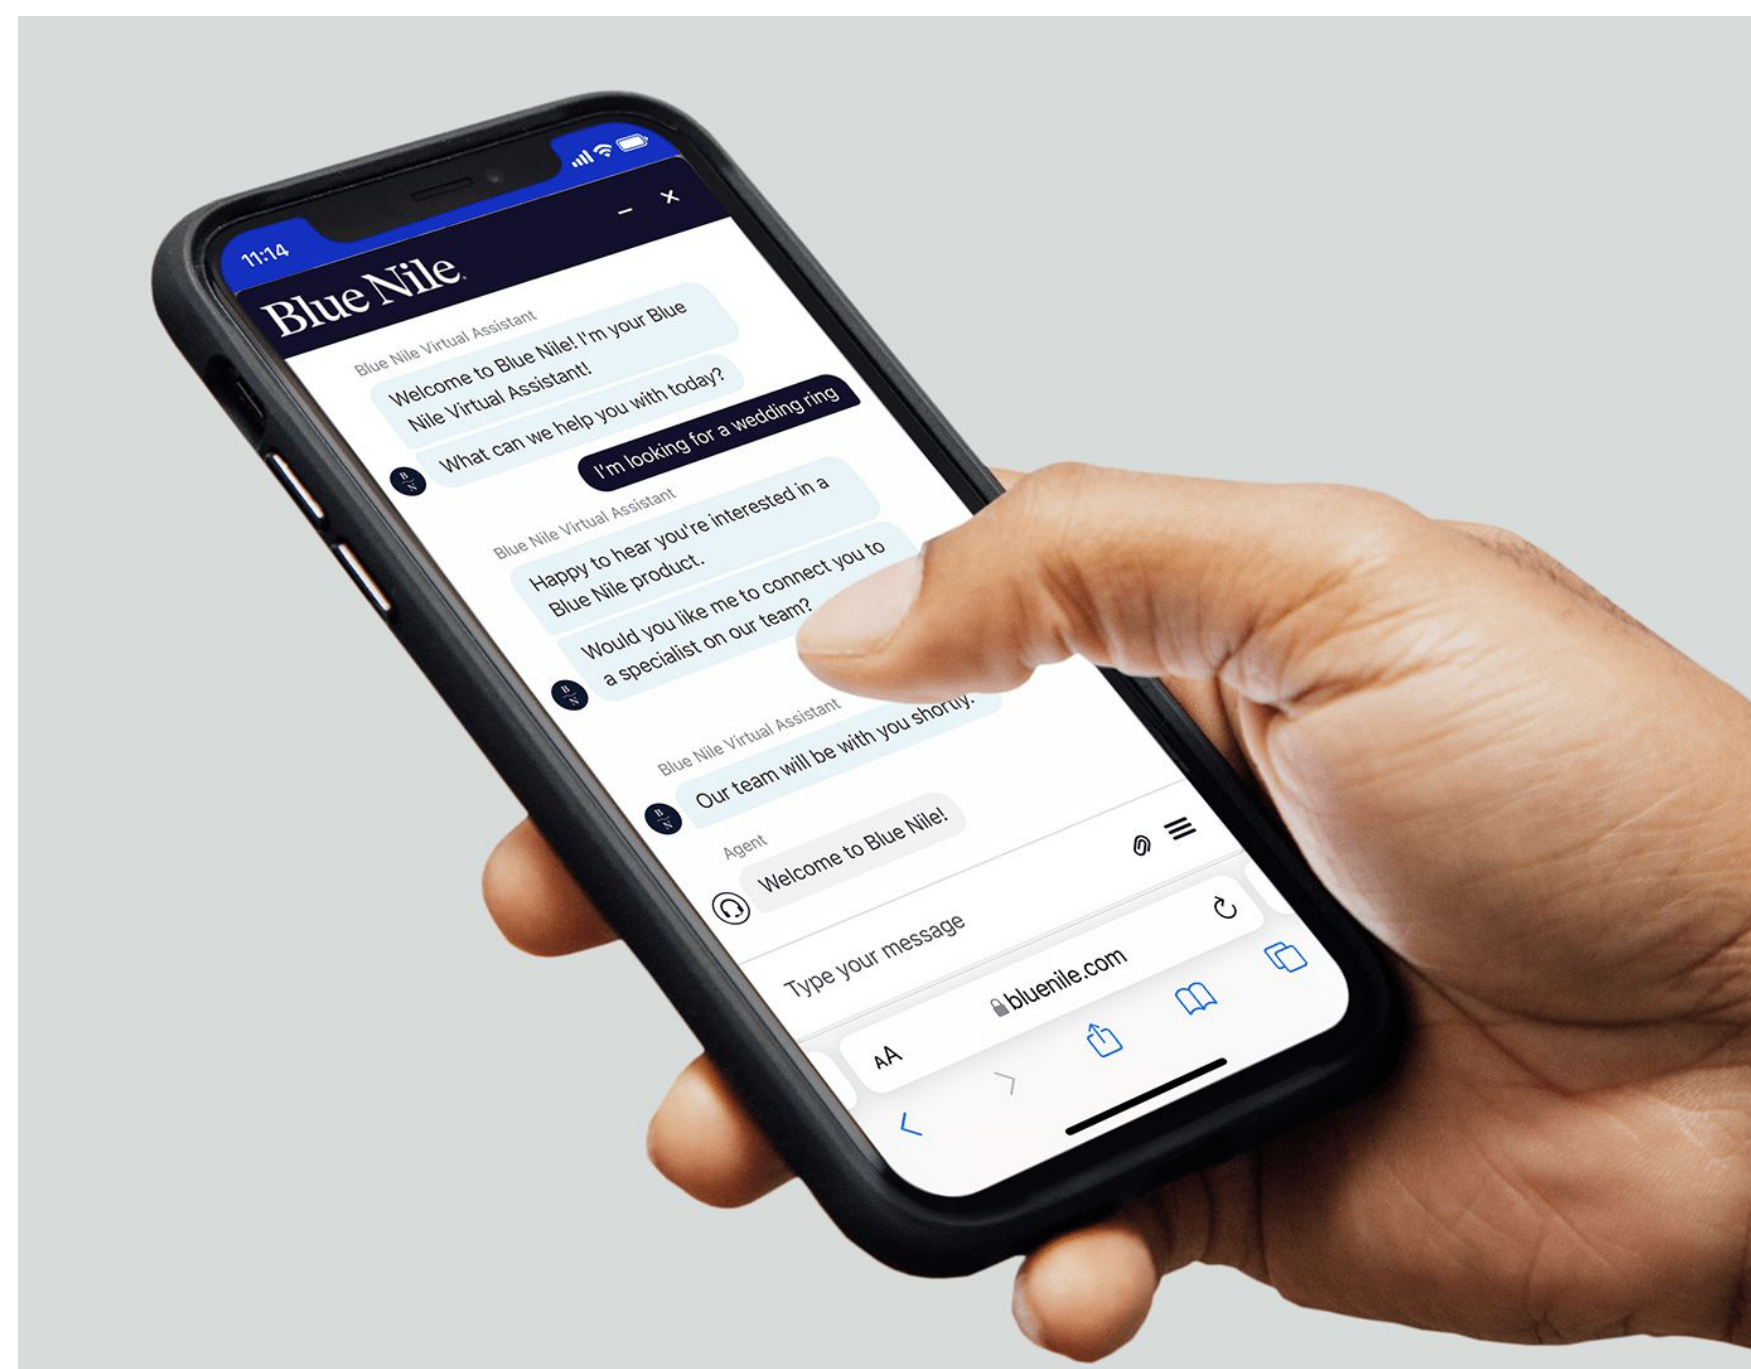 11:14
Blue Nile.
Blue Nile Virtual Assistant
Welcome to Blue Nile! I'm your Blue
Nile Virtual Assistant!
What can we help you with today?
B
N
I'm looking for a wedding ring
Blue Nile Virtual Assistant
Happy to hear you're interested in a
Blue Nile product.
Would you like me to connect you to
a specialist on our team?
B
N
Blue Nile Virtual Assistant
Our team will be with you shortly.
B
N
Agent
Welcome to Blue Nile!
Type your message
AA
bluenile.com